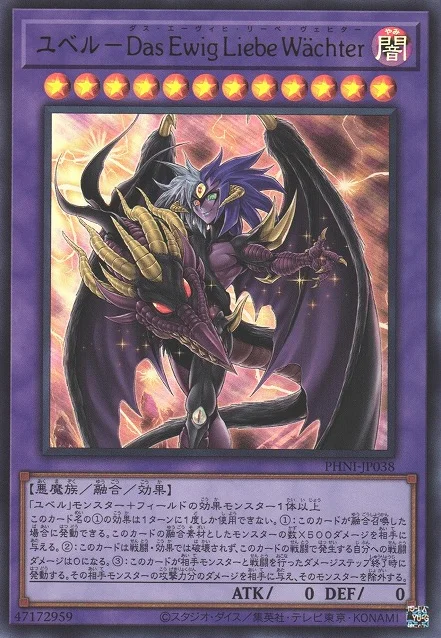 ダス・エーヴィヒ・リーベ・ヴェヒター
ユベル－Das Ewig Liebe Wächter
やみ
闇
PHNI-JP038
【悪魔族／融合／効果】
「ユベル」モンスター＋フィールドの効果モンスター1体以上
このカード名の①の効果は1ターンに1度しか使用できない。①：このカードが融合召喚した
場合に発動できる。このカードの融合素材としたモンスターの数×500ダメージを相手に
与える。②：このカードは戦闘・効果では破壊されず、このカードの戦闘で発生する自分への戦闘
ダメージは0になる。③：このカードが相手モンスターと戦闘を行ったダメージステップ終了時に
発動する。その相手モンスターの攻撃力分のダメージを相手に与え、そのモンスターを除外する。
ATK 0 DEF 0
47172959
©スタジオ・ダイス／集英社・テレビ東京・KONAMI